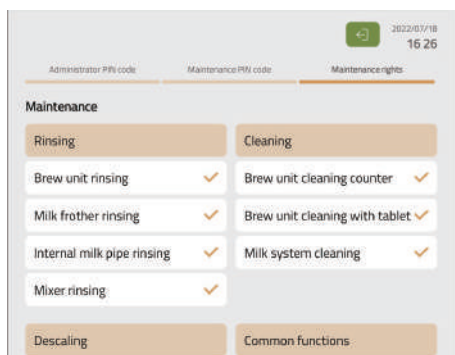 2022/07/18
16 26
Administrator PIN code Maintenance PIN code Maintenance rights
Maintenance
Rinsing Cleaning
Brew unit rinsing Brew unit cleaning counter
Milk frother rinsing Brew unit cleaning with tablet
Internal milk pipe rinsing Milk system cleaning
Mixer rinsing
Descaling Common functions